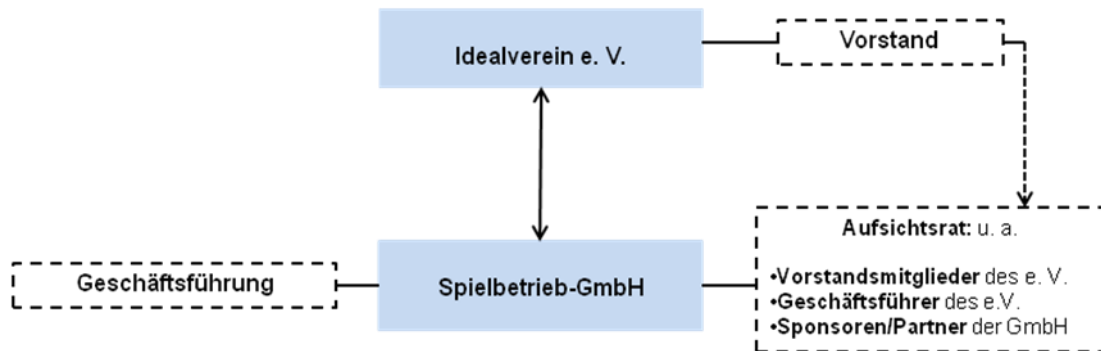 Idealverein e. V.
Vorstand
Geschäftsführung
Spielbetrieb-GmbH
Aufsichtsrat: u. a.
•Vorstandsmitglieder des e. V.
•Geschäftsführer des e.V.
•Sponsoren/Partner der GmbH